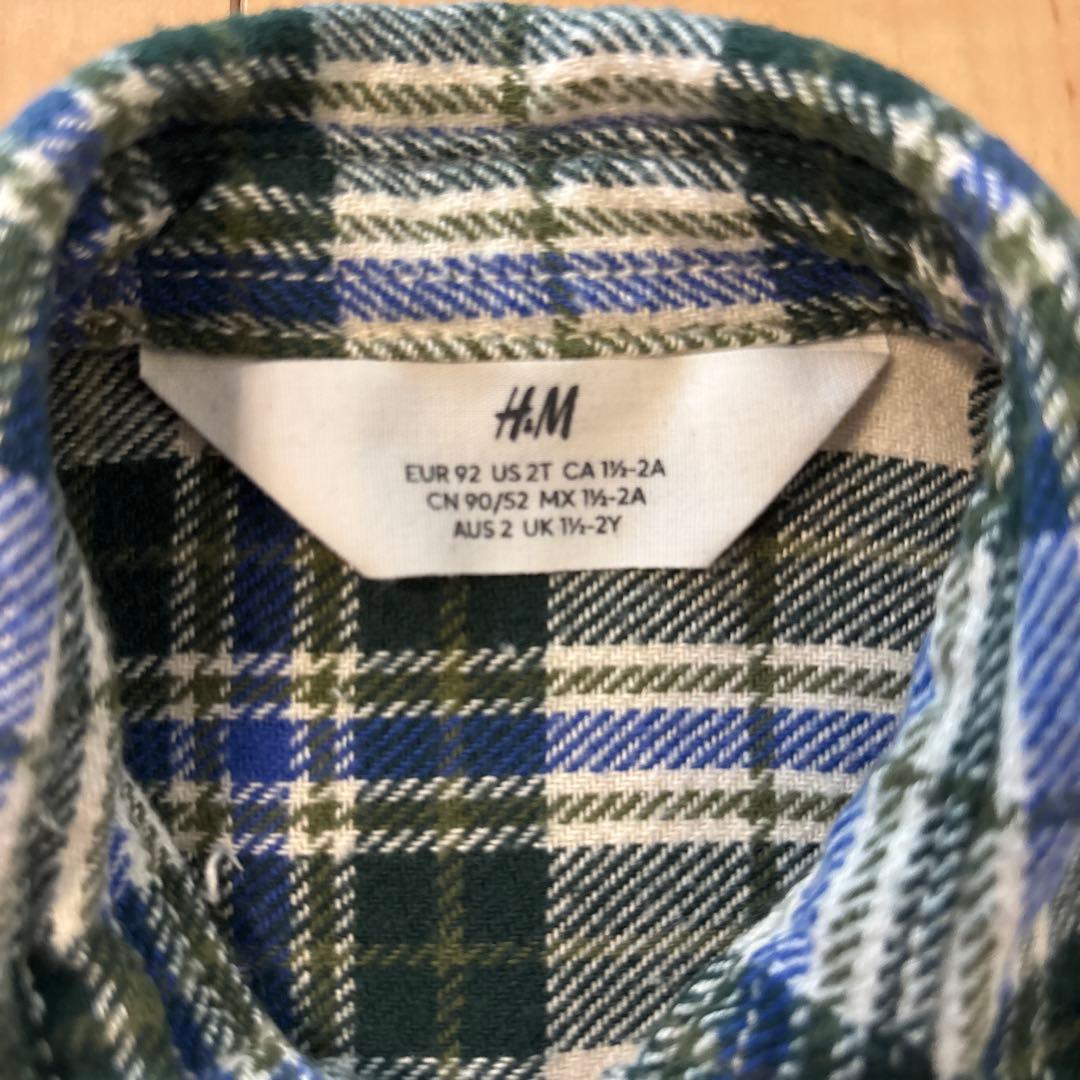 H&M
EUR 92 US 2T CA 1½-2A
CN 90/52 MX 1½-2A
AUS 2 UK 1½-2Y